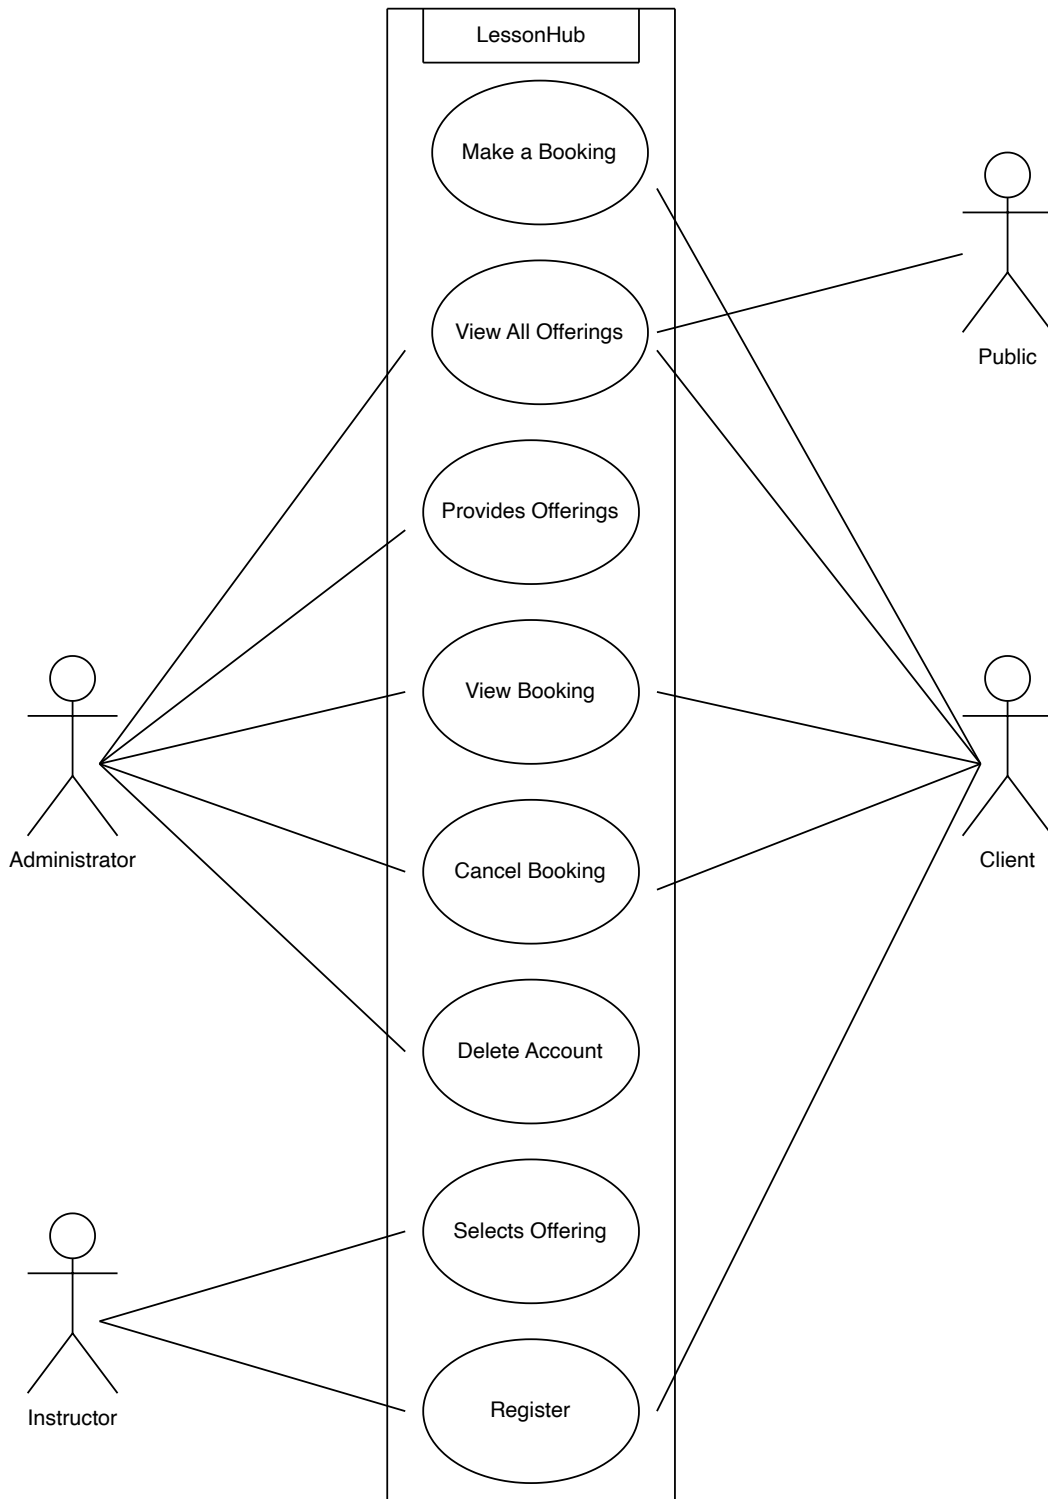 LessonHub
Make a Booking
View All Offerings
Public
Provides Offerings
View Booking
Administrator
Cancel Booking
Client
Delete Account
Selects Offering
Instructor
Register